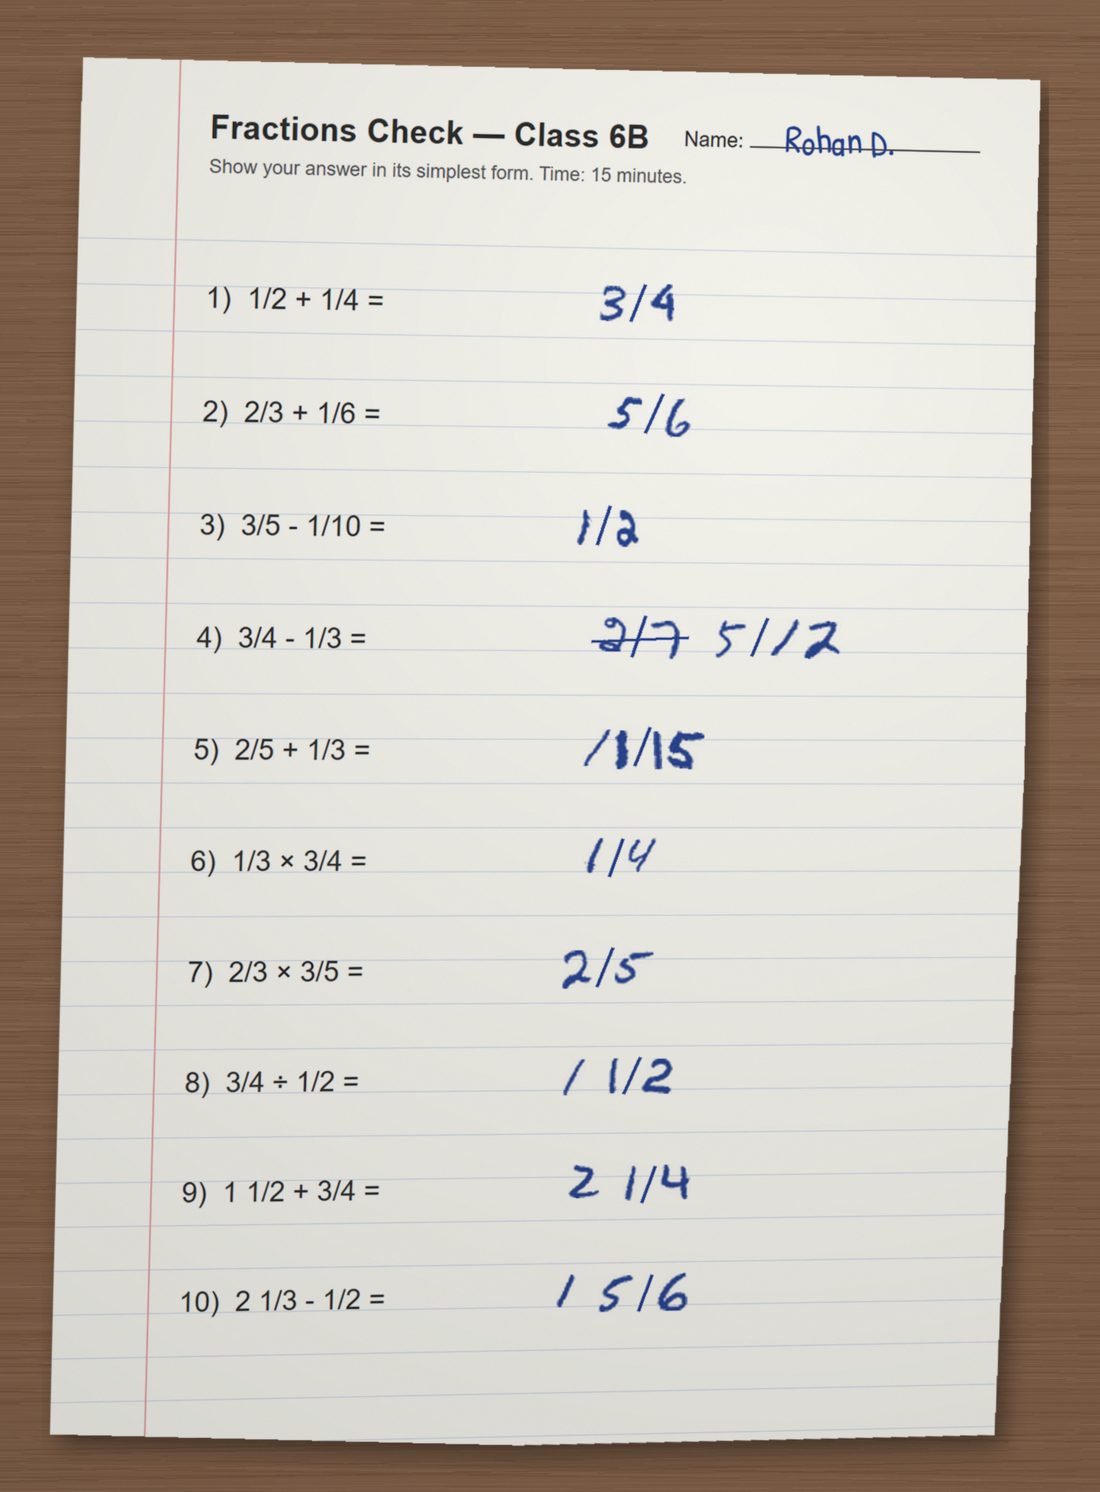 Fractions Check — Class 6B Name: Rohan D.
Show your answer in its simplest form. Time: 15 minutes.
1) 1/2 + 1/4 = 3/4
2) 2/3 + 1/6 = 5/6
3) 3/5 - 1/10 = 1/2
4) 3/4 - 1/3 = 2/7 5/12
5) 2/5 + 1/3 = 11/15
6) 1/3 × 3/4 = 1/4
7) 2/3 × 3/5 = 2/5
8) 3/4 ÷ 1/2 = 1 1/2
9) 1 1/2 + 3/4 = 2 1/4
10) 2 1/3 - 1/2 = 1 5/6